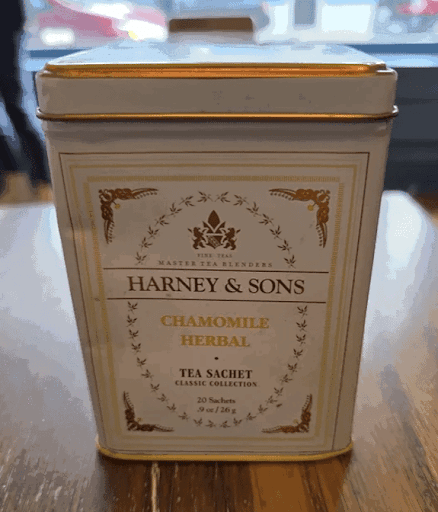 FINE TEAS
MASTER TEA BLENDERS
HARNEY & SONS
CHAMOMILE
HERBAL
TEA SACHET
CLASSIC COLLECTION
20 Sachets
.9 oz / 26 g